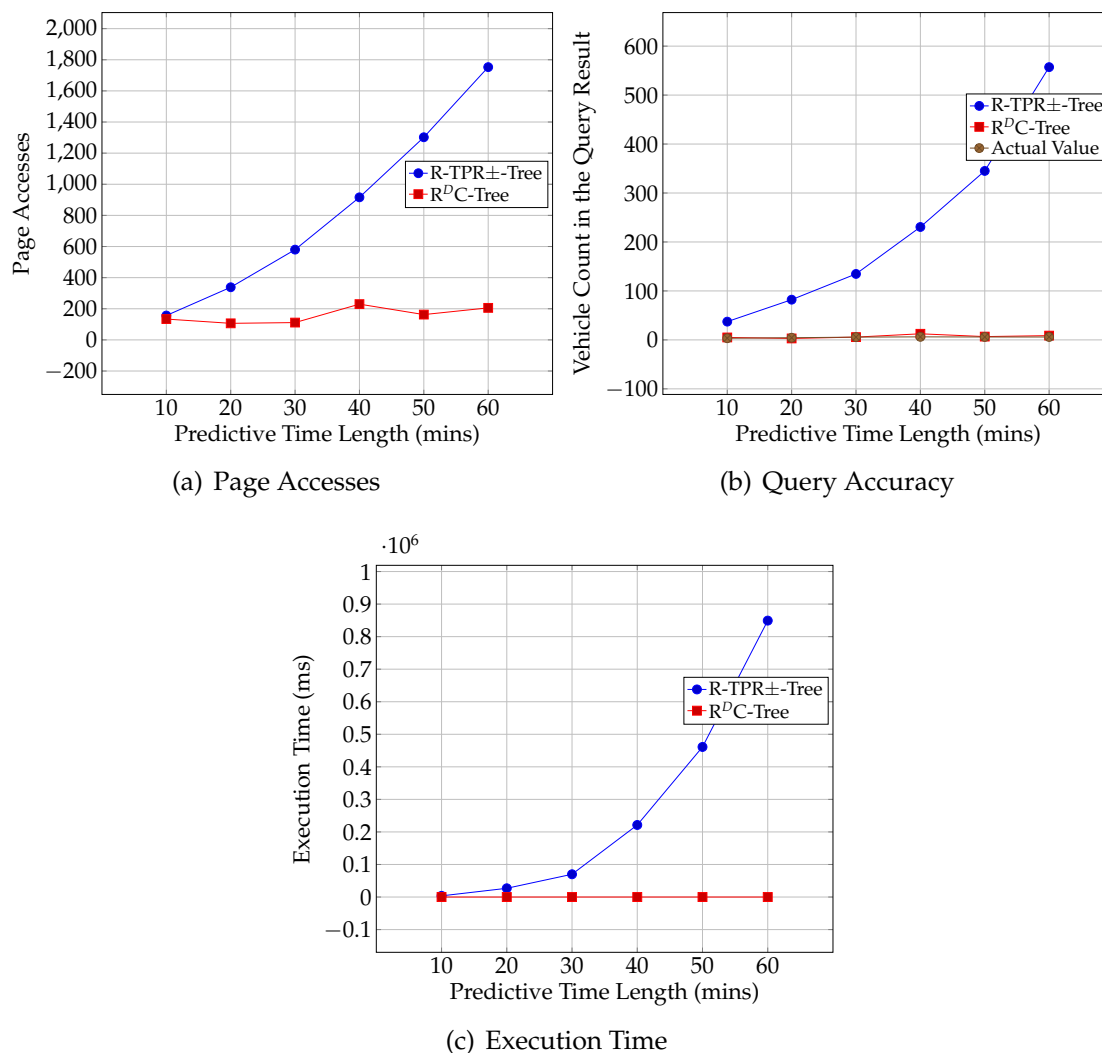 2,000
1,800
1,600
1,400
1,200
1,000
800
600
400
200
0
−200
Page Accesses
R-TPR±-Tree
RᴰC-Tree
10 20 30 40 50 60
Predictive Time Length (mins)
(a) Page Accesses
600
500
400
300
200
100
0
−100
Vehicle Count in the Query Result
R-TPR±-Tree
RᴰC-Tree
Actual Value
10 20 30 40 50 60
Predictive Time Length (mins)
(b) Query Accuracy
·10⁶
1
0.9
0.8
0.7
0.6
0.5
0.4
0.3
0.2
0.1
0
−0.1
Execution Time (ms)
R-TPR±-Tree
RᴰC-Tree
10 20 30 40 50 60
Predictive Time Length (mins)
(c) Execution Time